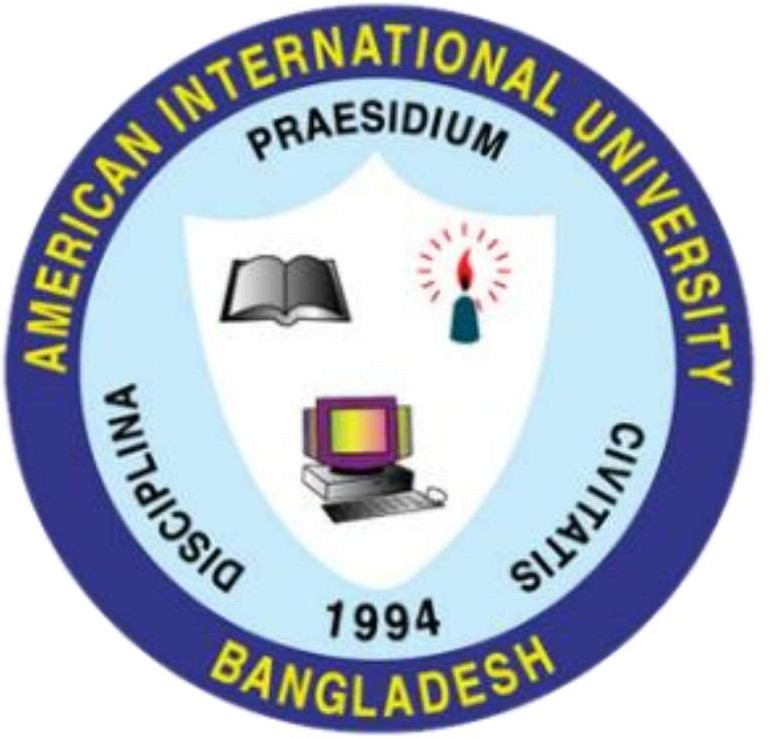 AMERICAN INTERNATIONAL UNIVERSITY
PRAESIDIUM
DISCIPLINA
CIVITATIS
1994
BANGLADESH